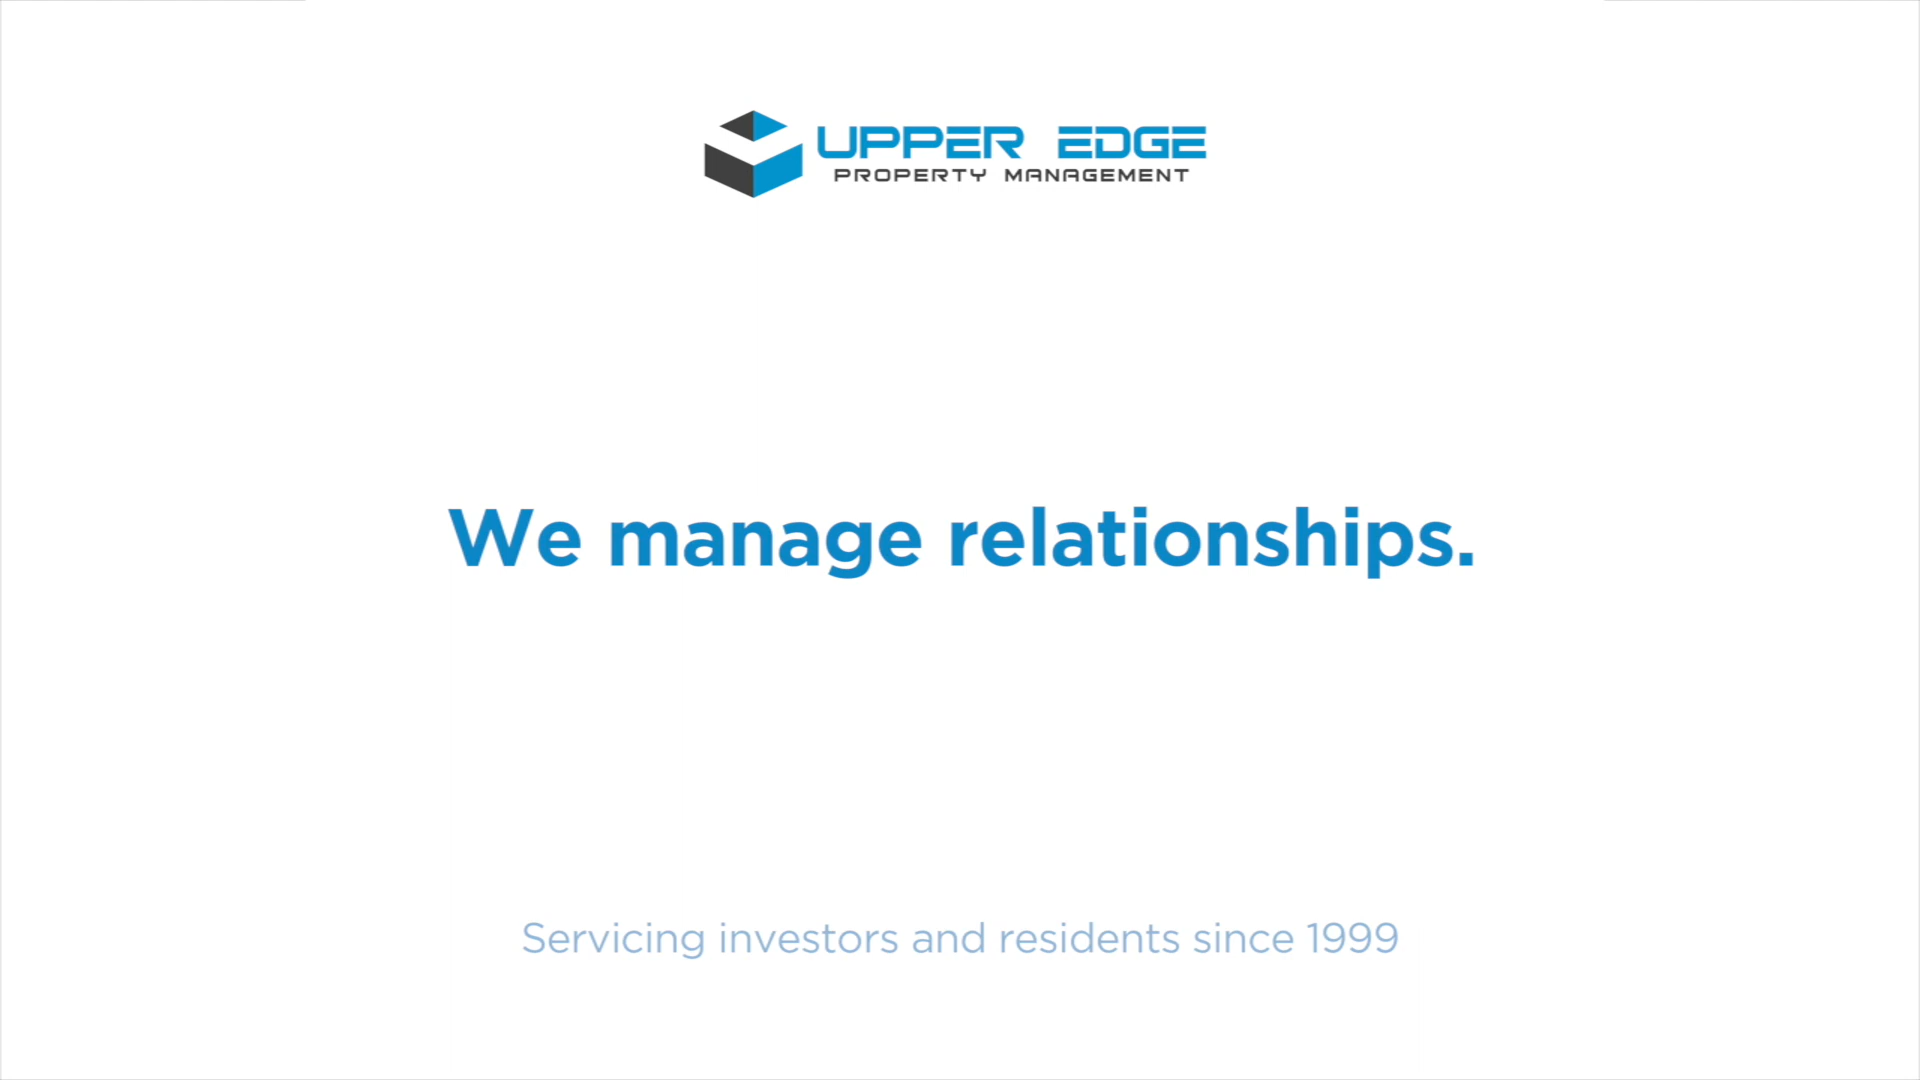 UPPER EDGE
PROPERTY MANAGEMENT
We manage relationships.
Servicing investors and residents since 1999